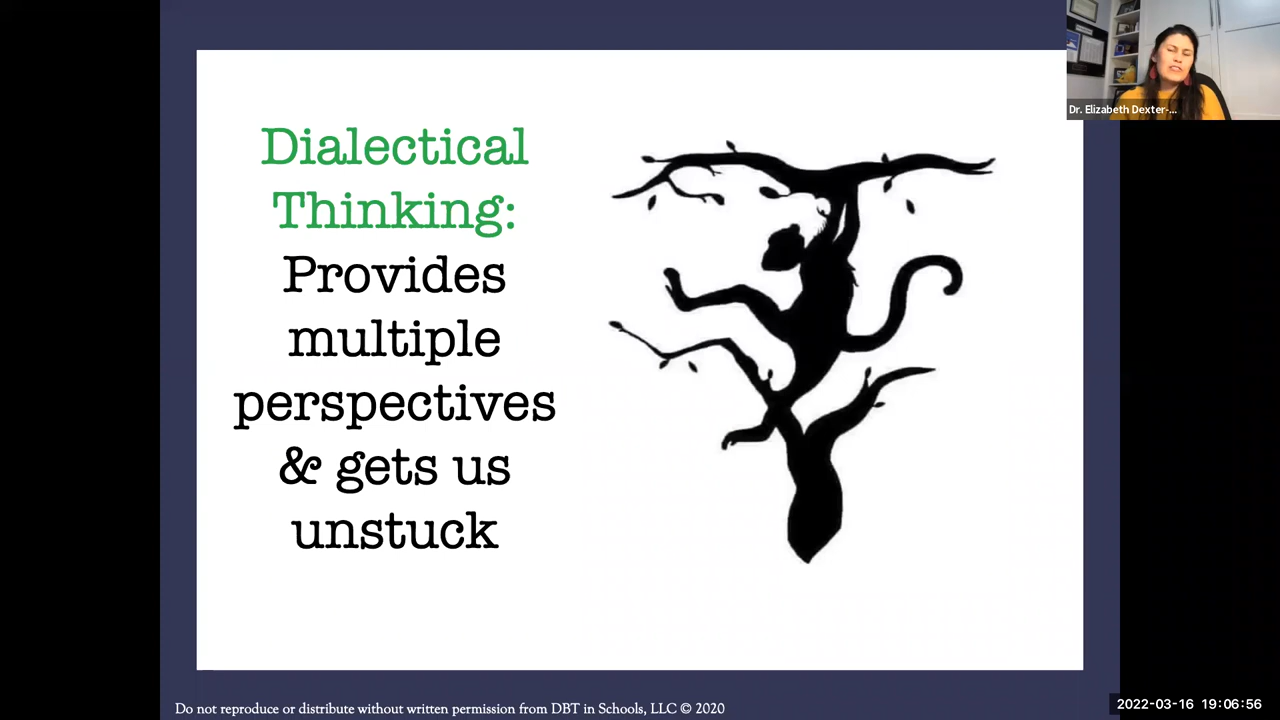 Dialectical
Thinking:
Provides
multiple
perspectives
& gets us
unstuck
Dr. Elizabeth Dexter-...
Do not reproduce or distribute without written permission from DBT in Schools, LLC © 2020
2022-03-16 19:06:56